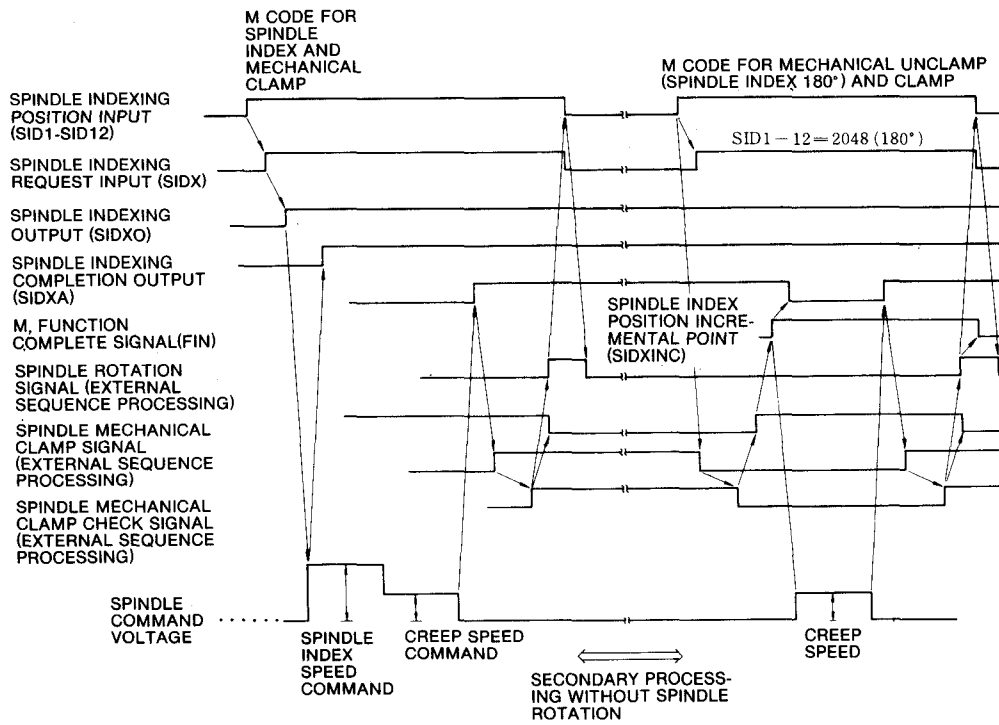 M CODE FOR
SPINDLE
INDEX AND
MECHANICAL
CLAMP
M CODE FOR MECHANICAL UNCLAMP
(SPINDLE INDEX 180°) AND CLAMP
SPINDLE INDEXING
POSITION INPUT
(SID1-SID12)
SID1-12=2048 (180°)
SPINDLE INDEXING
REQUEST INPUT (SIDX)
SPINDLE INDEXING
OUTPUT (SIDXO)
SPINDLE INDEXING
COMPLETION OUTPUT
(SIDXA)
SPINDLE INDEX
POSITION INCRE-
MENTAL POINT
(SIDXINC)
M, FUNCTION
COMPLETE SIGNAL(FIN)
SPINDLE ROTATION
SIGNAL (EXTERNAL
SEQUENCE PROCESSING)
SPINDLE MECHANICAL
CLAMP SIGNAL
(EXTERNAL SEQUENCE
PROCESSING)
SPINDLE MECHANICAL
CLAMP CHECK SIGNAL
(EXTERNAL SEQUENCE
PROCESSING)
SPINDLE
COMMAND
VOLTAGE
SPINDLE
INDEX
SPEED
COMMAND
CREEP SPEED
COMMAND
CREEP
SPEED
SECONDARY PROCESS-
ING WITHOUT SPINDLE
ROTATION